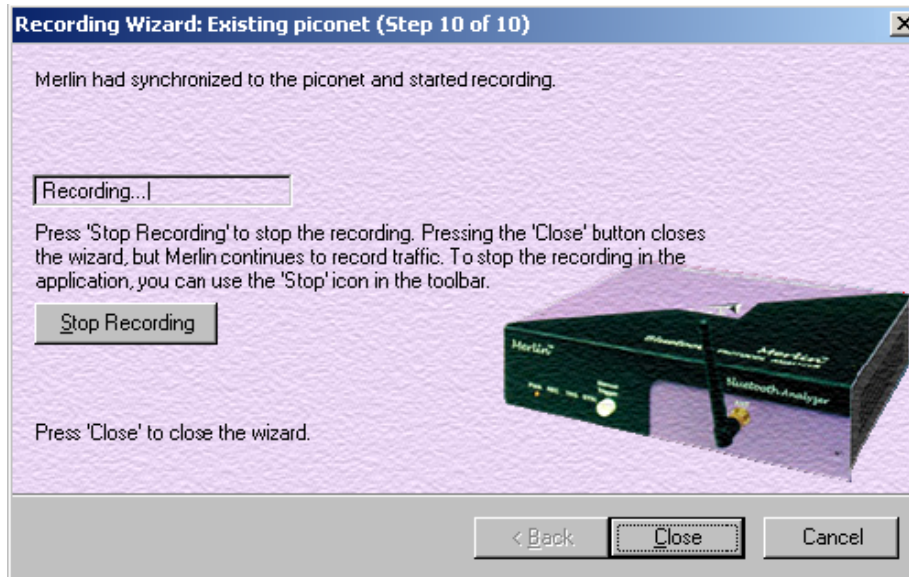 Recording Wizard: Existing piconet (Step 10 of 10)
Merlin had synchronized to the piconet and started recording.
Recording...
Press 'Stop Recording' to stop the recording. Pressing the 'Close' button closes
the wizard, but Merlin continues to record traffic. To stop the recording in the
application, you can use the 'Stop' icon in the toolbar.
Stop Recording
Merlin™
Merlin™
Bluetooth Analyzer
Press 'Close' to close the wizard.
< Back
Close
Cancel